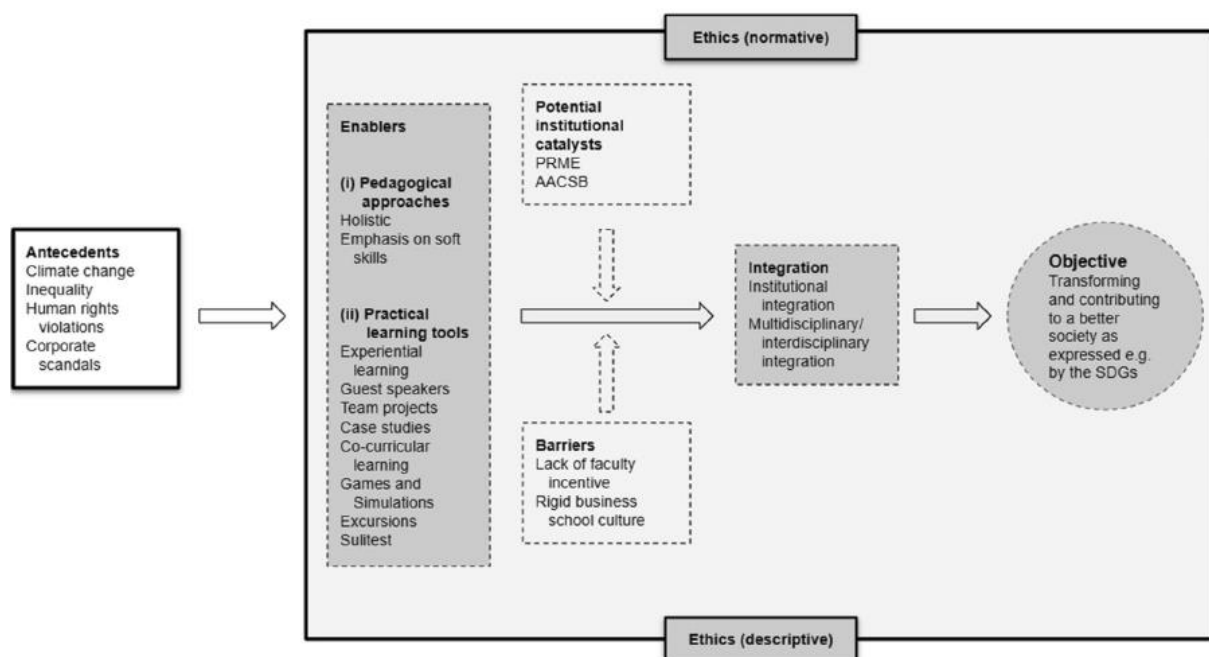 Ethics (normative)
Antecedents
Climate change
Inequality
Human rights
violations
Corporate
scandals
Enablers
(i) Pedagogical
approaches
Holistic
Emphasis on soft
skills
(ii) Practical
learning tools
Experiential
learning
Guest speakers
Team projects
Case studies
Co-curricular
learning
Games and
Simulations
Excursions
Sulitest
Potential
institutional
catalysts
PRME
AACSB
Barriers
Lack of faculty
incentive
Rigid business
school culture
Integration
Institutional
integration
Multidisciplinary/
interdisciplinary
integration
Objective
Transforming
and contributing
to a better
society as
expressed e.g.
by the SDGs
Ethics (descriptive)